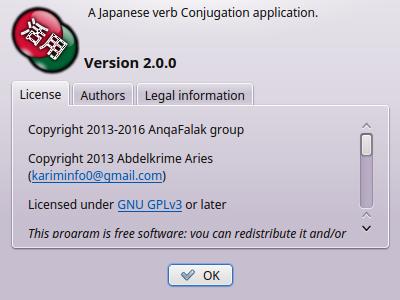 A Japanese verb Conjugation application.
活用
Version 2.0.0
License
Authors
Legal information
Copyright 2013-2016 AnqaFalak group
Copyright 2013 Abdelkrime Aries
(kariminfo0@gmail.com)
Licensed under GNU GPLv3 or later
This program is free software: you can redistribute it and/or
OK